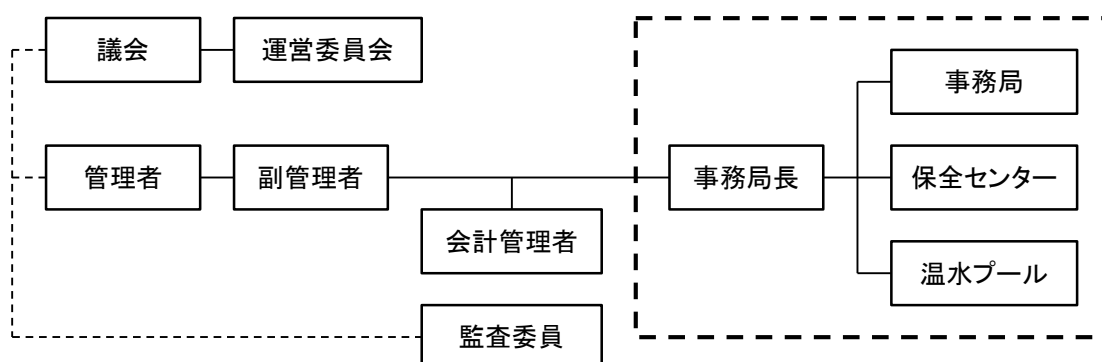 議会
運営委員会
事務局
管理者
副管理者
事務局長
保全センター
会計管理者
温水プール
監査委員